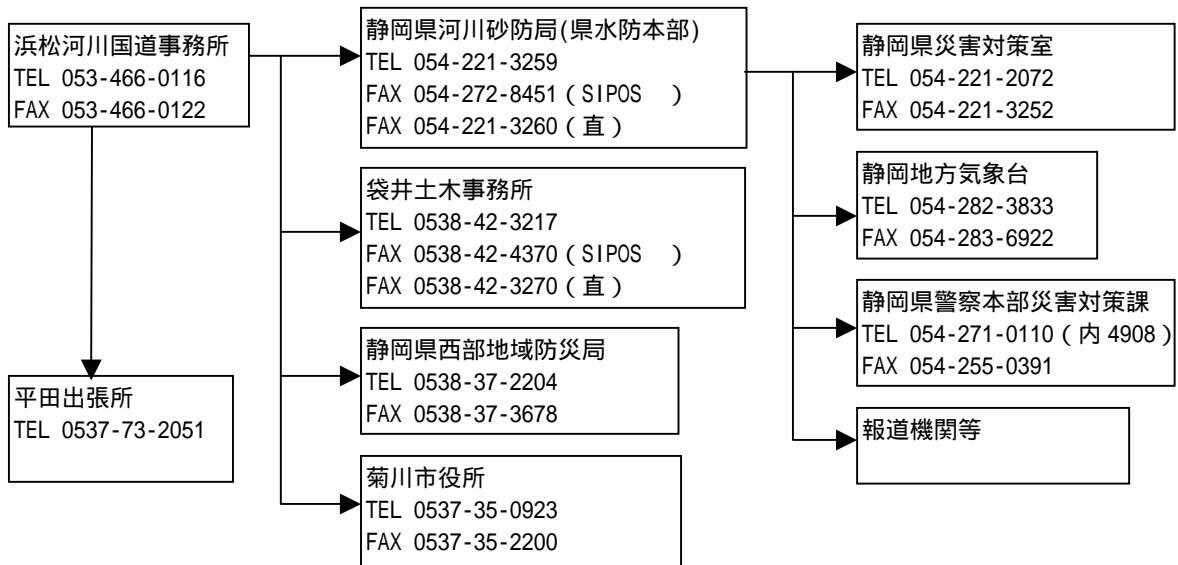 浜松河川国道事務所
TEL 053-466-0116
FAX 053-466-0122
平田出張所
TEL 0537-73-2051
静岡県河川砂防局(県水防本部)
TEL 054-221-3259
FAX 054-272-8451 ( SIPOS )
FAX 054-221-3260 ( 直 )
袋井土木事務所
TEL 0538-42-3217
FAX 0538-42-4370 ( SIPOS )
FAX 0538-42-3270 ( 直 )
静岡県西部地域防災局
TEL 0538-37-2204
FAX 0538-37-3678
菊川市役所
TEL 0537-35-0923
FAX 0537-35-2200
静岡県災害対策室
TEL 054-221-2072
FAX 054-221-3252
静岡地方気象台
TEL 054-282-3833
FAX 054-283-6922
静岡県警察本部災害対策課
TEL 054-271-0110 ( 内 4908 )
FAX 054-255-0391
報道機関等